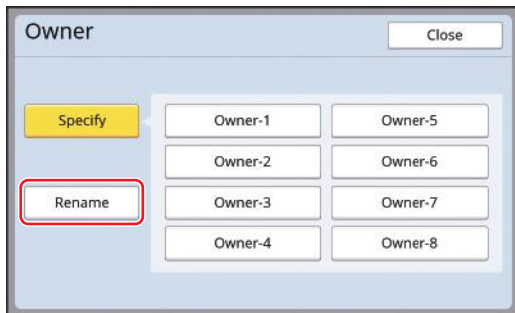 Owner
Close
Specify
Owner-1
Owner-5
Owner-2
Owner-6
Rename
Owner-3
Owner-7
Owner-4
Owner-8